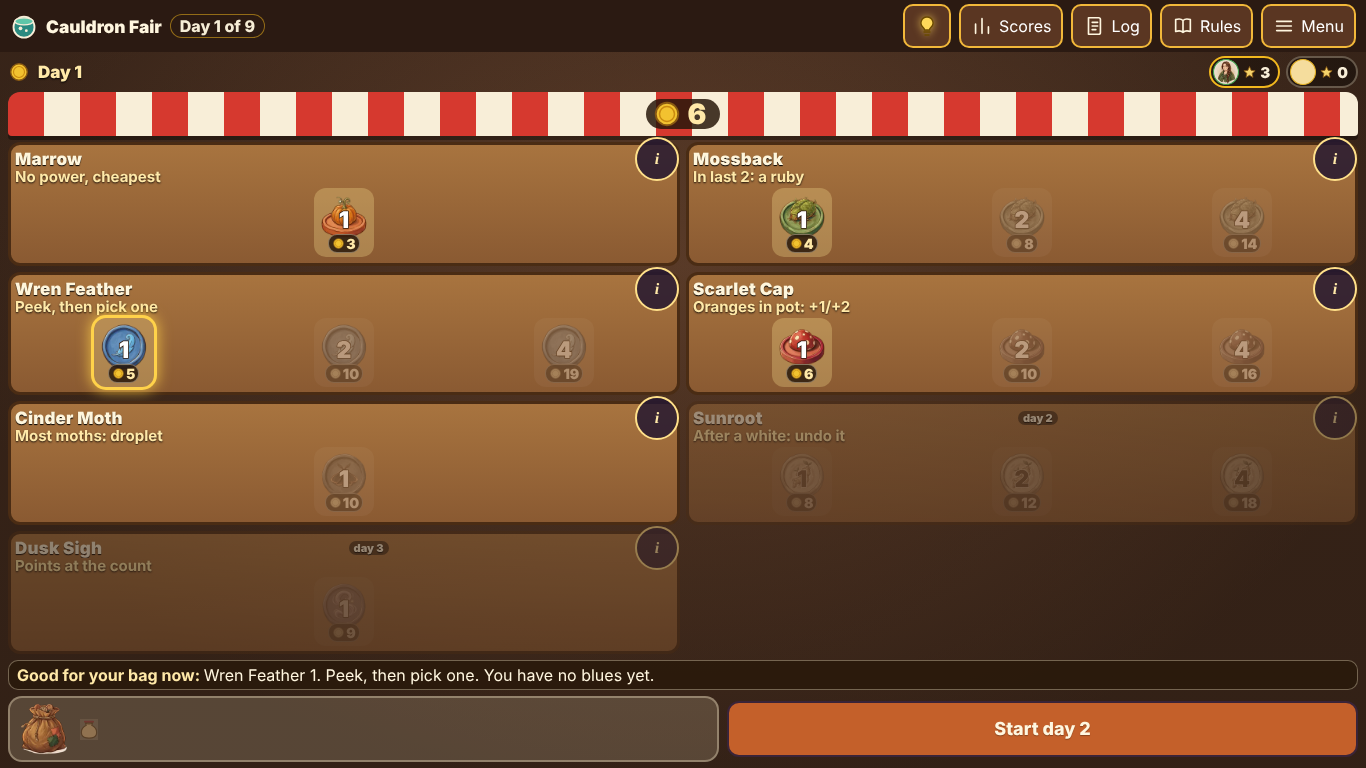 Cauldron Fair Day 1 of 9
Scores Log Rules Menu
Day 1 3 0
6
Marrow
No power, cheapest
1
3
Mossback
In last 2: a ruby
1 2 4
4 8 14
Wren Feather
Peek, then pick one
1 2 4
5 10 19
Scarlet Cap
Oranges in pot: +1/+2
1 2 4
6 10 16
Cinder Moth
Most moths: droplet
1
10
Sunroot day 2
After a white: undo it
1 2 4
8 12 18
Dusk Sigh day 3
Points at the count
1
9
Good for your bag now: Wren Feather 1. Peek, then pick one. You have no blues yet.
Start day 2